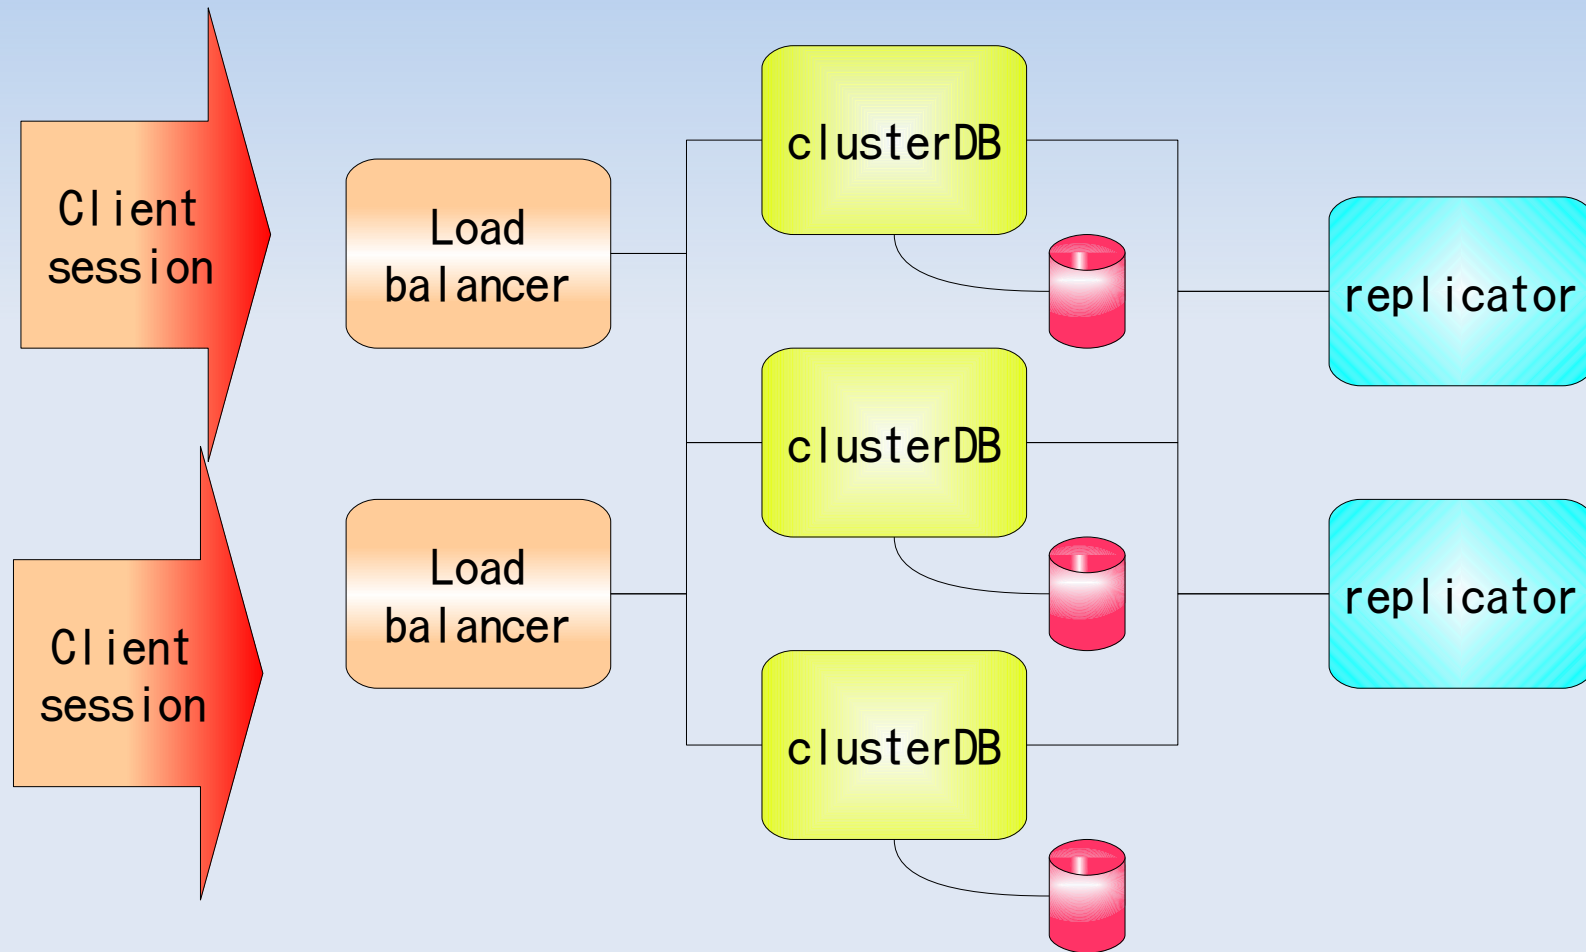 Client
session
Load
balancer
clusterDB
replicator
clusterDB
Client
session
Load
balancer
replicator
clusterDB